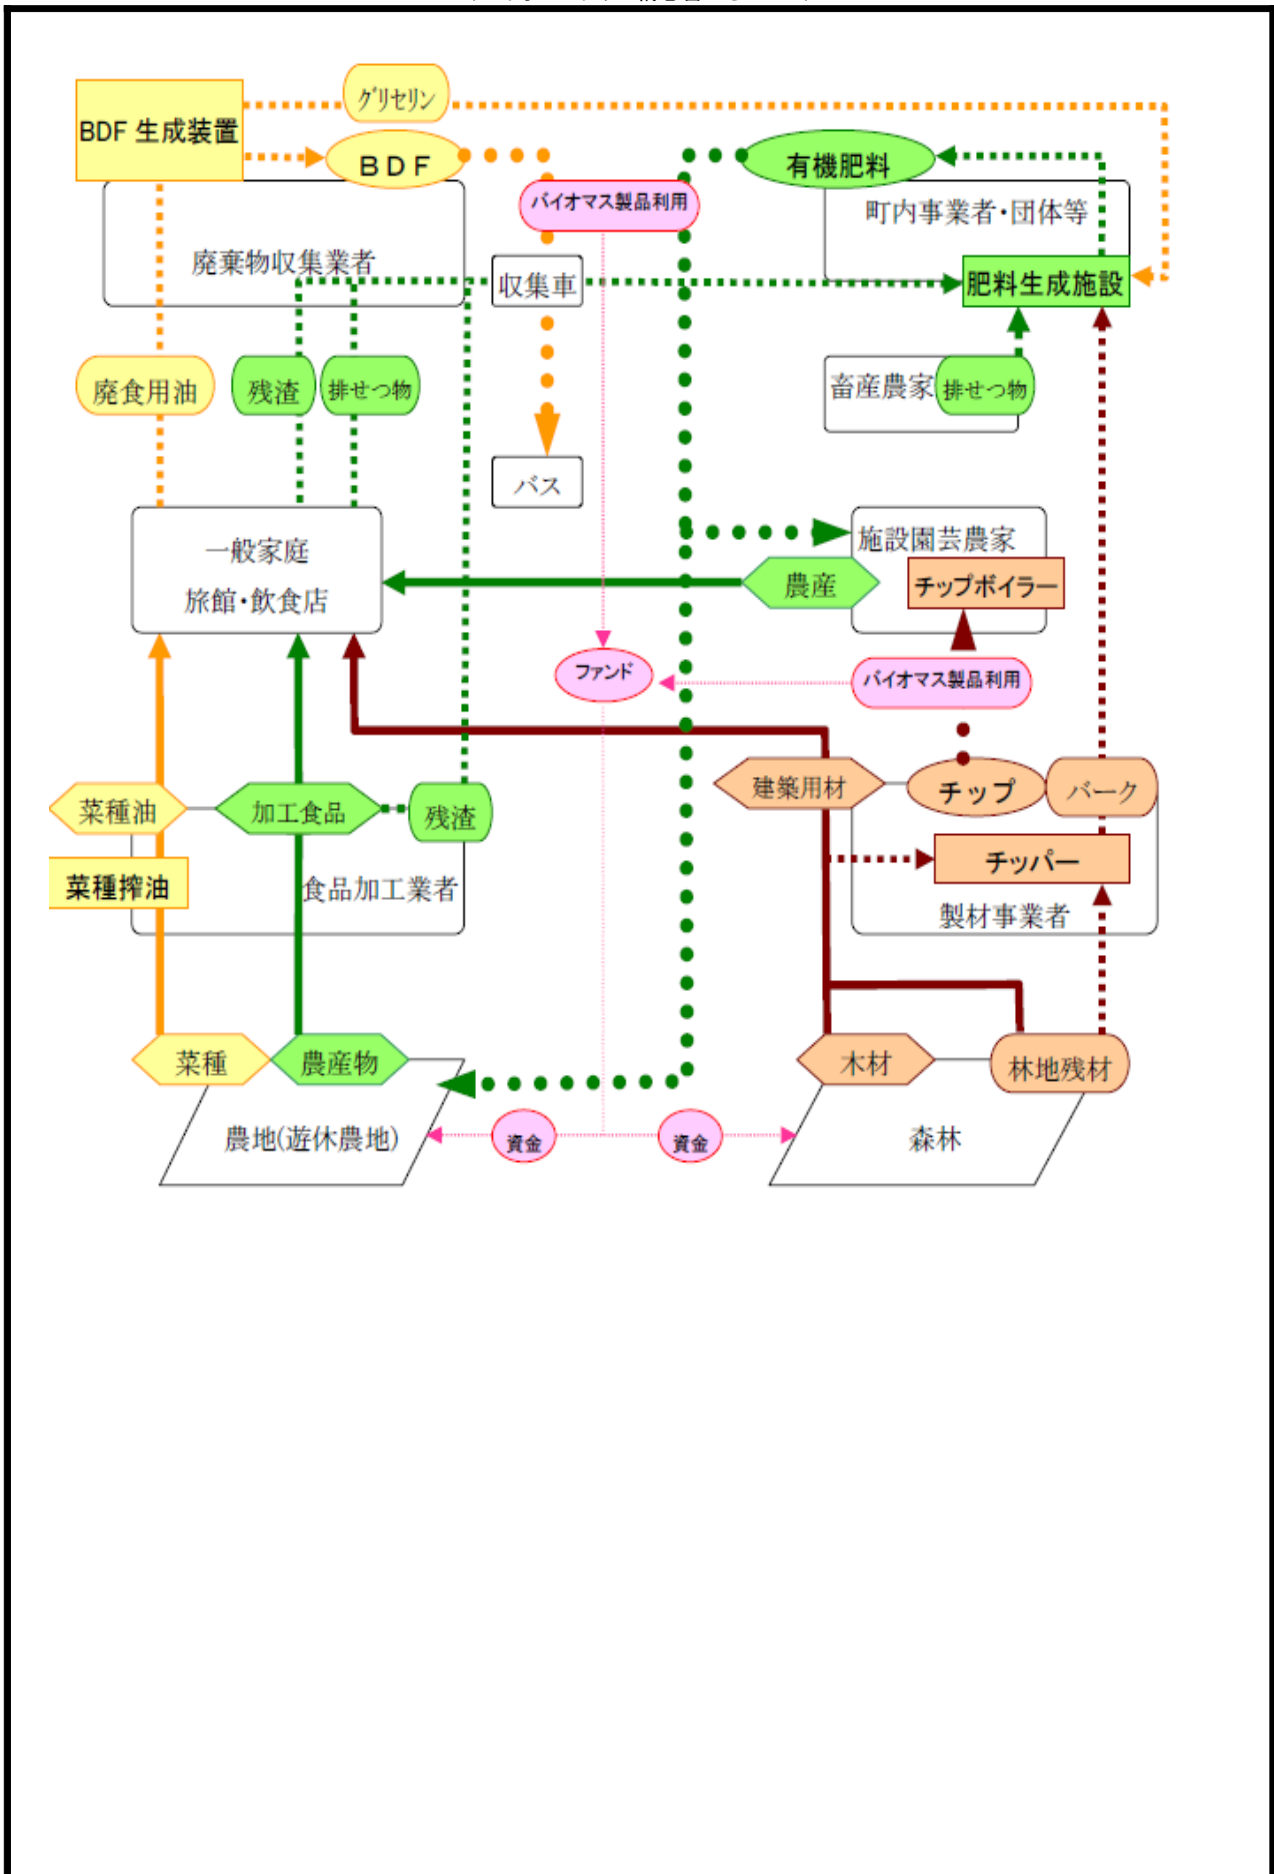 グリセリン
BDF 生成装置
BDF
有機肥料
バイオマス製品利用
町内事業者・団体等
廃棄物収集業者
収集車
肥料生成施設
廃食用油
残渣
排せつ物
畜産農家
排せつ物
バス
一般家庭
旅館・飲食店
施設園芸農家
農産
チップボイラー
ファンド
バイオマス製品利用
菜種油
加工食品
残渣
建築用材
チップ
バーク
菜種搾油
食品加工業者
チッパー
製材事業者
菜種
農産物
木材
林地残材
農地(遊休農地)
資金
資金
森林